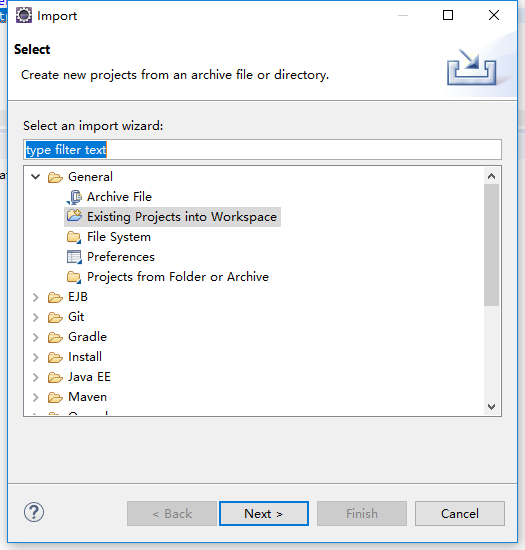 Import
Select
Create new projects from an archive file or directory.
Select an import wizard:
type filter text
General
Archive File
Existing Projects into Workspace
File System
Preferences
Projects from Folder or Archive
EJB
Git
Gradle
Install
Java EE
Maven
< Back
Next >
Finish
Cancel